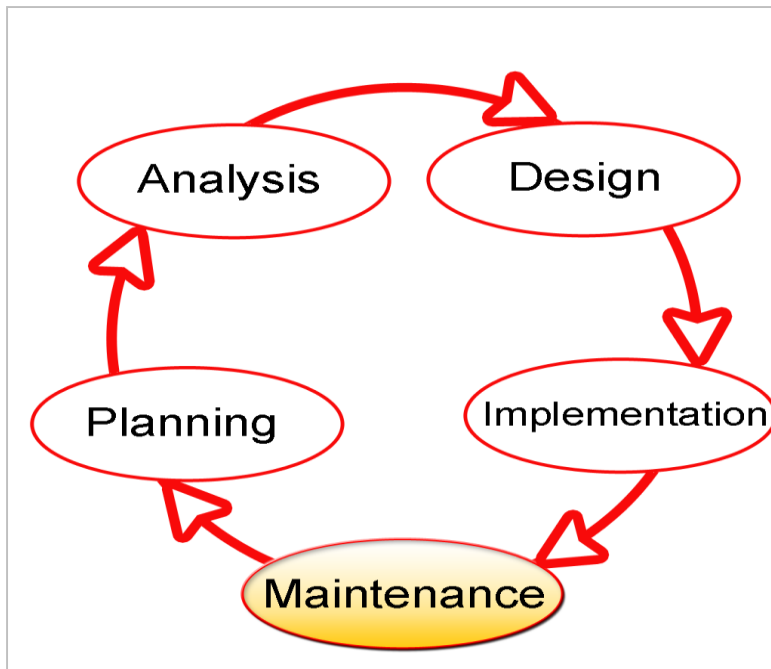 Analysis
Design
Planning
Implementation
Maintenance